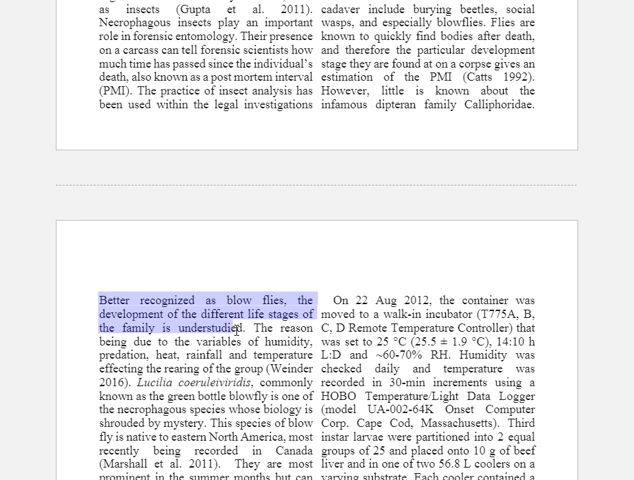 as insects (Gupta et al. 2011).
Necrophagous insects play an important
role in forensic entomology. Their presence
on a carcass can tell forensic scientists how
much time has passed since the individual's
death, also known as a post mortem interval
(PMI). The practice of insect analysis has
been used within the legal investigations
cadaver include burying beetles, social
wasps, and especially blowflies. Flies are
known to quickly find bodies after death,
and therefore the particular development
stage they are found at on a corpse gives an
estimation of the PMI (Catts 1992).
However, little is known about the
infamous dipteran family Calliphoridae.
Better recognized as blow flies, the
development of the different life stages of
the family is understudied. The reason
being due to the variables of humidity,
predation, heat, rainfall and temperature
effecting the rearing of the group (Weinder
2016). Lucilia coeruleiviridis, commonly
known as the green bottle blowfly is one of
the necrophagous species whose biology is
shrouded by mystery. This species of blow
fly is native to eastern North America, most
recently being recorded in Canada
(Marshall et al. 2011). They are most
prominent in the summer months but can
On 22 Aug 2012, the container was
moved to a walk-in incubator (T775A, B,
C, D Remote Temperature Controller) that
was set to 25 °C (25.5 ± 1.9 °C), 14:10 h
L:D and ~60-70% RH. Humidity was
checked daily and temperature was
recorded in 30-min increments using a
HOBO Temperature/Light Data Logger
(model UA-002-64K Onset Computer
Corp. Cape Cod, Massachusetts). Third
instar larvae were partitioned into 2 equal
groups of 25 and placed onto 10 g of beef
liver and in one of two 56.8 L coolers on a
varying substrate. Each cooler contained a